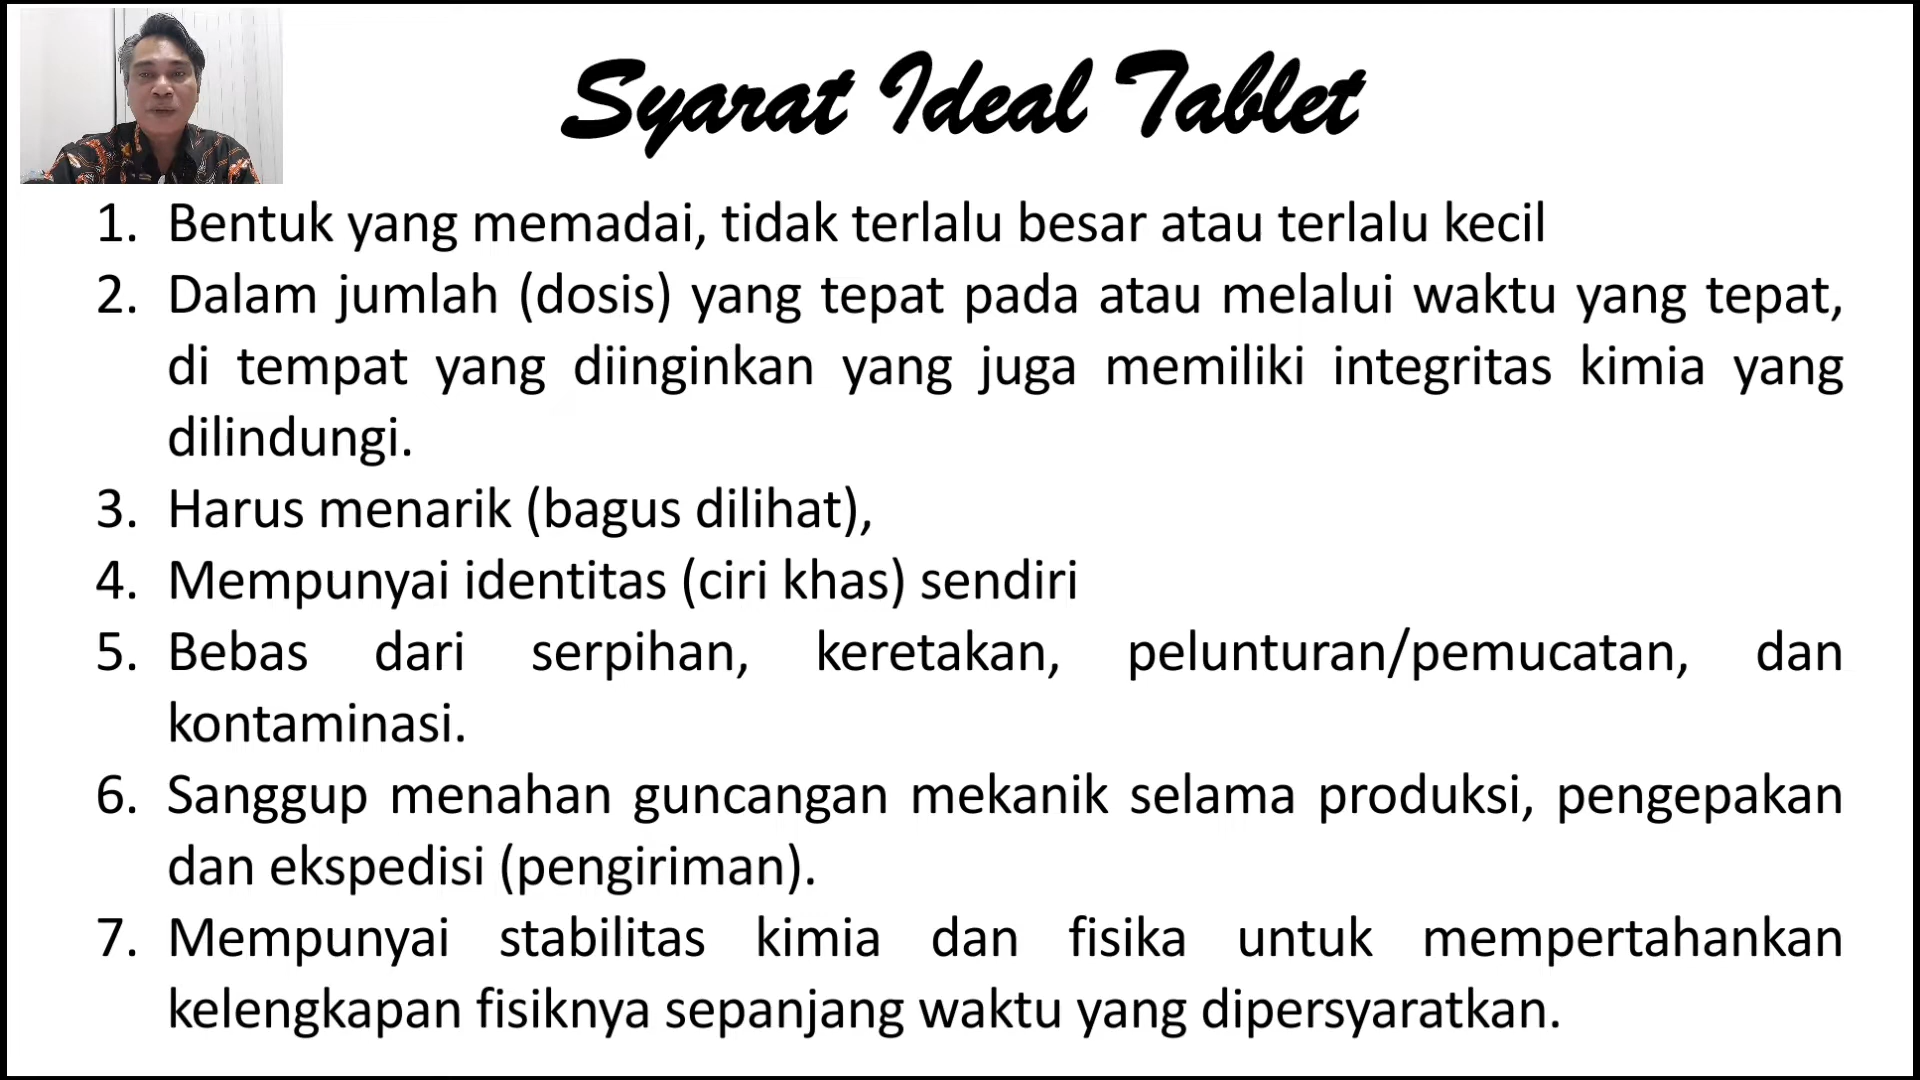 Syarat Ideal Tablet
1. Bentuk yang memadai, tidak terlalu besar atau terlalu kecil
2. Dalam jumlah (dosis) yang tepat pada atau melalui waktu yang tepat,
di tempat yang diinginkan yang juga memiliki integritas kimia yang
dilindungi.
3. Harus menarik (bagus dilihat),
4. Mempunyai identitas (ciri khas) sendiri
5. Bebas dari serpihan, keretakan, pelunturan/pemucatan, dan
kontaminasi.
6. Sanggup menahan guncangan mekanik selama produksi, pengepakan
dan ekspedisi (pengiriman).
7. Mempunyai stabilitas kimia dan fisika untuk mempertahankan
kelengkapan fisiknya sepanjang waktu yang dipersyaratkan.